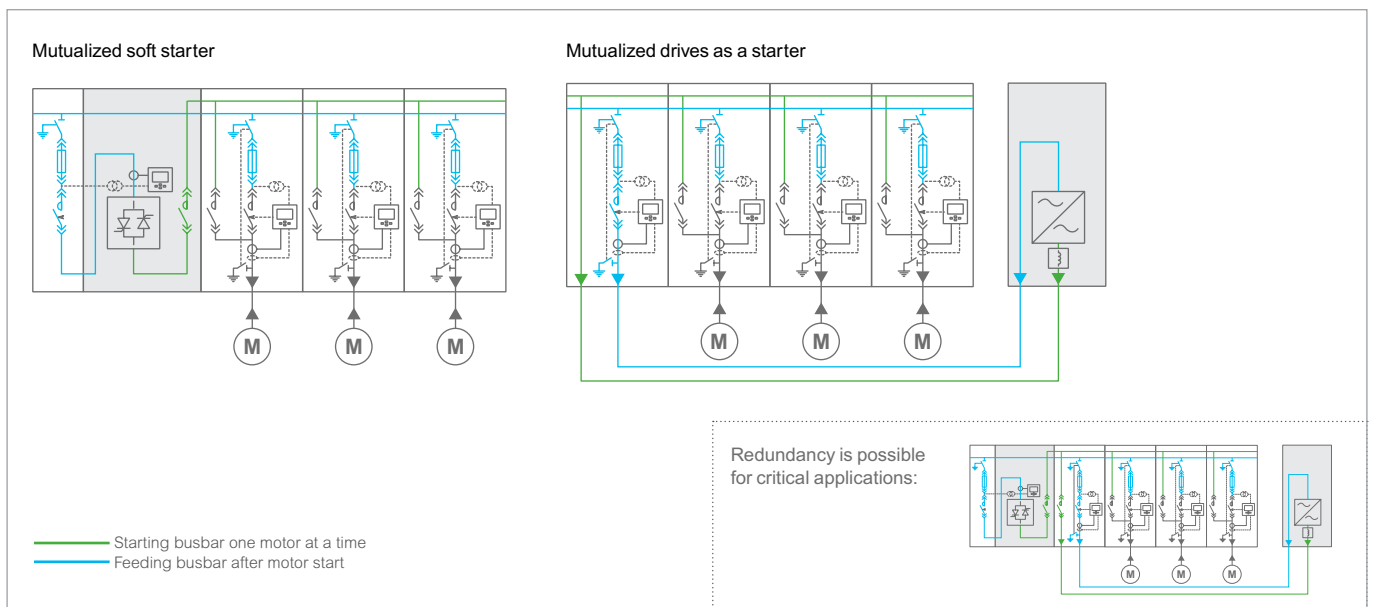 Mutualized soft starter
Mutualized drives as a starter
M
M
M
M
M
M
Redundancy is possible
for critical applications:
M
M
M
Starting busbar one motor at a time
Feeding busbar after motor start